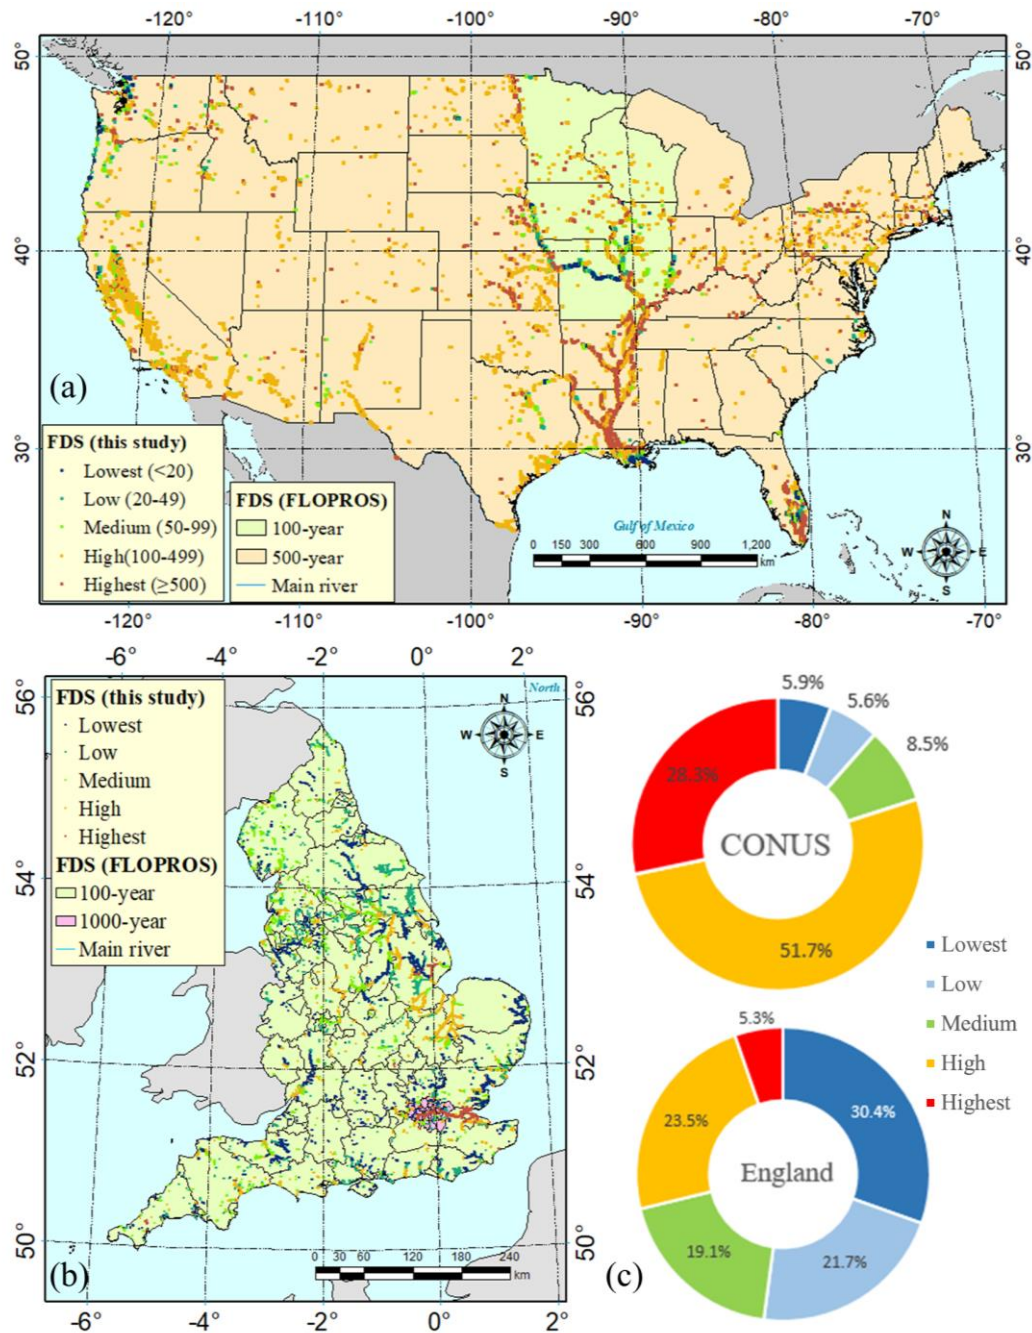 -120° -110° -100° -90° -80° -70°
50° 50°
40° 40°
30° 30°
(a)
FDS (this study)
Lowest (<20)
Low (20-49)
Medium (50-99)
High(100-499)
Highest (≥500)
FDS (FLOPROS)
100-year
500-year
Main river
Gulf of Mexico
0 150 300 600 900 1,200
km
N
W E
S
-120° -110° -100° -90° -80° -70°
-6° -4° -2° 0° 2°
56° 56°
54° 54°
52° 52°
50° 50°
FDS (this study)
Lowest
Low
Medium
High
Highest
FDS (FLOPROS)
100-year
1000-year
Main river
North
N
W E
S
(b)
0 30 60 120 180 240
km
-6° -4° -2° 0° 2°
5.9%
5.6%
8.5%
28.3%
CONUS
51.7%
Lowest
Low
Medium
High
Highest
5.3%
23.5%
30.4%
England
19.1%
21.7%
(c)